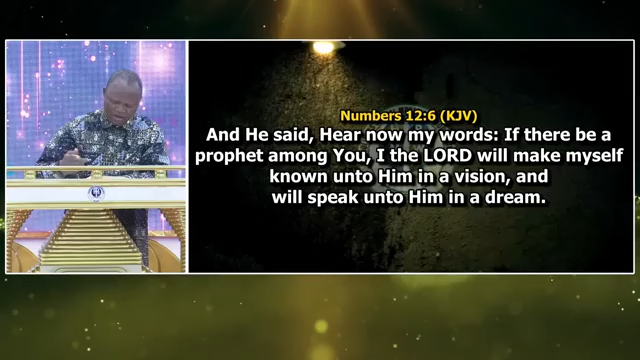 Numbers 12:6 (KJV)
And He said, Hear now my words: If there be a
prophet among You, I the LORD will make myself
known unto Him in a vision, and
will speak unto Him in a dream.